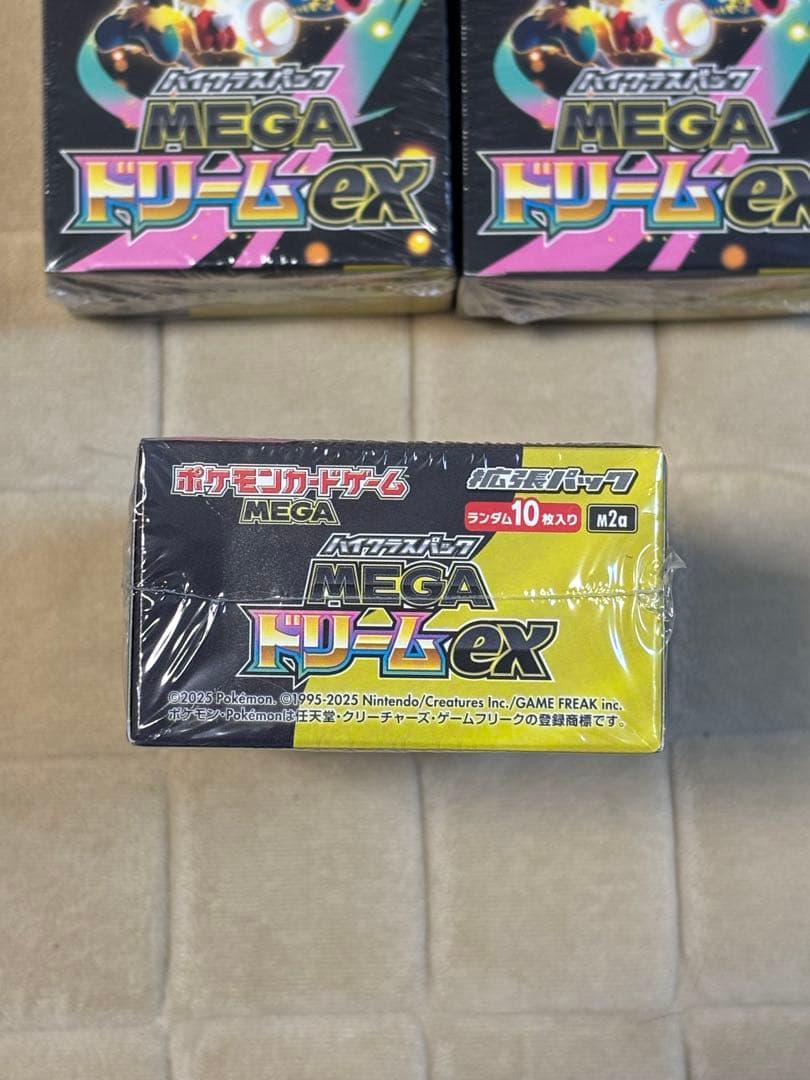 ハイクラスパック
MEGA
ドリームex
ハイクラスパック
MEGA
ドリームex
ポケモンカードゲーム
MEGA
拡張パック
ランダム10枚入り
M2a
ハイクラスパック
MEGA
ドリームex
©2025 Pokémon. ©1995-2025 Nintendo/Creatures Inc./GAME FREAK inc.
ポケモン・Pokémonは任天堂・クリーチャーズ・ゲームフリークの登録商標です。